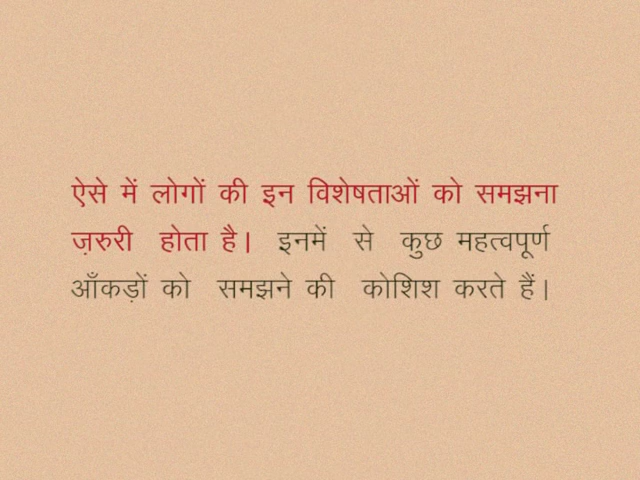 ऐसे में लोगों की इन विशेषताओं को समझना
ज़रुरी होता है। इनमें से कुछ महत्वपूर्ण
आँकड़ों को समझने की कोशिश करते हैं।